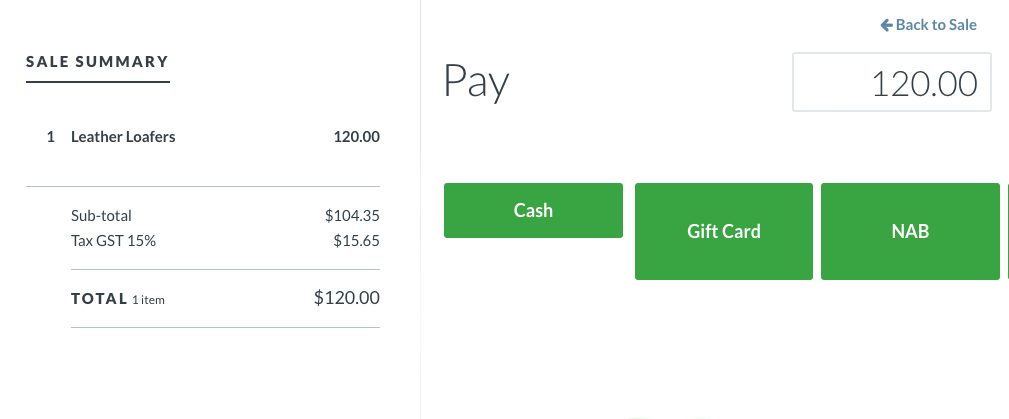 SALE SUMMARY
1 Leather Loafers 120.00
Sub-total $104.35
Tax GST 15% $15.65
TOTAL 1 item $120.00
Back to Sale
Pay 120.00
Cash
Gift Card
NAB